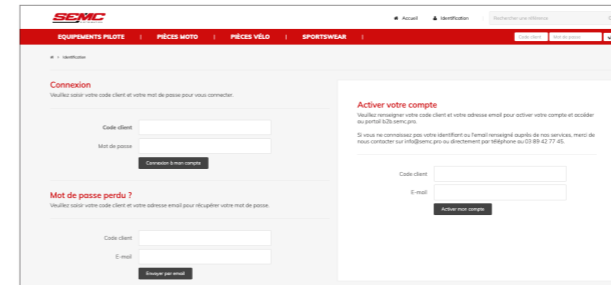 SEMC
Accueil
Identification
Rechercher une référence
EQUIPEMENTS PILOTE | PIÈCES MOTO | PIÈCES VÉLO | SPORTSWEAR |
Code client
Mot de passe
> Identification
Connexion
Veuillez saisir votre code client et votre mot de passe pour vous connecter.
Code client
Mot de passe
Connexion à mon compte
Mot de passe perdu ?
Veuillez saisir votre code client et votre adresse email pour récupérer votre mot de passe.
Code client
E-mail
Envoyer par email
Activer votre compte
Veuillez renseigner votre code client et votre adresse email pour activer votre compte et accéder
au portail b2b.semc.pro.
Si vous ne connaissez pas votre identifiant ou l'email renseigné auprès de nos services, merci de
nous contacter sur info@semc.pro ou directement par téléphone au 03 89 42 77 45.
Code client
E-mail
Activer mon compte